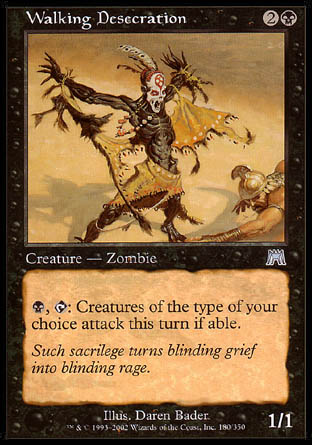 Walking Desecration 2
Creature — Zombie
, : Creatures of the type of your
choice attack this turn if able.
Such sacrilege turns blinding grief
into blinding rage.
Illus. Daren Bader
™ & © 1993–2002 Wizards of the Coast, Inc. 180/350
1/1